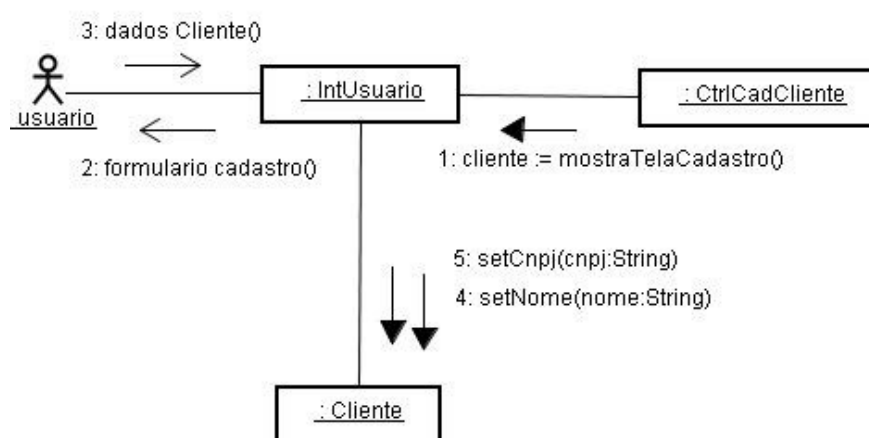 3: dados Cliente()
: IntUsuario
: CtrlCadCliente
usuario
2: formulario cadastro()
1: cliente := mostraTelaCadastro()
5: setCnpj(cnpj:String)
4: setNome(nome:String)
: Cliente